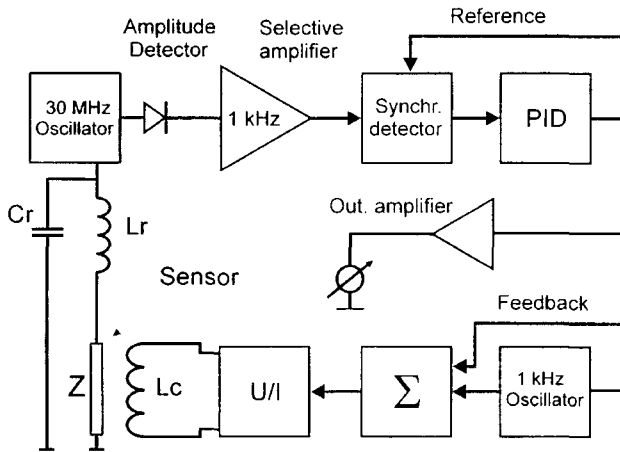 Amplitude
Detector
Selective
amplifier
Reference
30 MHz
Oscillator
1 kHz
Synchr.
detector
PID
Cr
Lr
Out. amplifier
Sensor
Feedback
Z
Lc
U/I
Σ
1 kHz
Oscillator